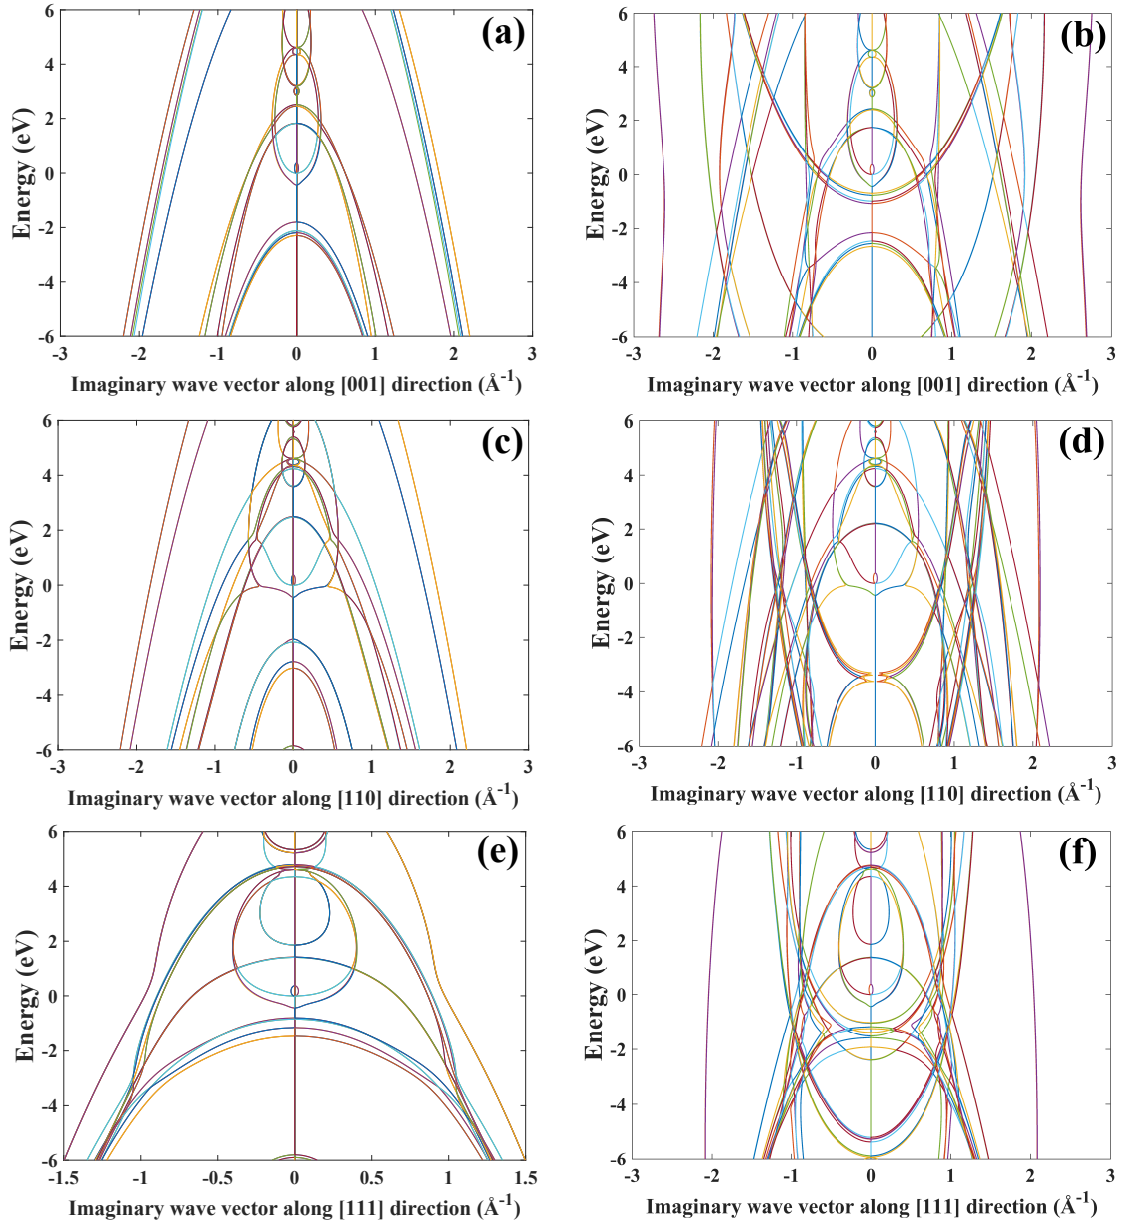 (a)
6
4
2
0
-2
-4
-6
Energy (eV)
-3 -2 -1 0 1 2 3
Imaginary wave vector along [001] direction (Å-1)
(b)
6
4
2
0
-2
-4
-6
Energy (eV)
-3 -2 -1 0 1 2 3
Imaginary wave vector along [001] direction (Å-1)
(c)
6
4
2
0
-2
-4
-6
Energy (eV)
-3 -2 -1 0 1 2 3
Imaginary wave vector along [110] direction (Å-1)
(d)
6
4
2
0
-2
-4
-6
Energy (eV)
-3 -2 -1 0 1 2 3
Imaginary wave vector along [110] direction (Å-1)
(e)
6
4
2
0
-2
-4
-6
Energy (eV)
-1.5 -1 -0.5 0 0.5 1 1.5
Imaginary wave vector along [111] direction (Å-1)
(f)
6
4
2
0
-2
-4
-6
Energy (eV)
-3 -2 -1 0 1 2 3
Imaginary wave vector along [111] direction (Å-1)